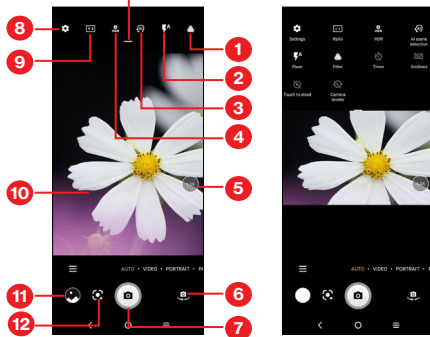 8
9
1
2
3
4
10
5
AUTO • VIDEO • PORTRAIT •
11
12
6
7
Settings
Ratio
HDR
AI scene
detection
Flash
Filter
Timer
Gridlines
Touch to shoot
Camera
leveler
AUTO • VIDEO • PORTRAIT •